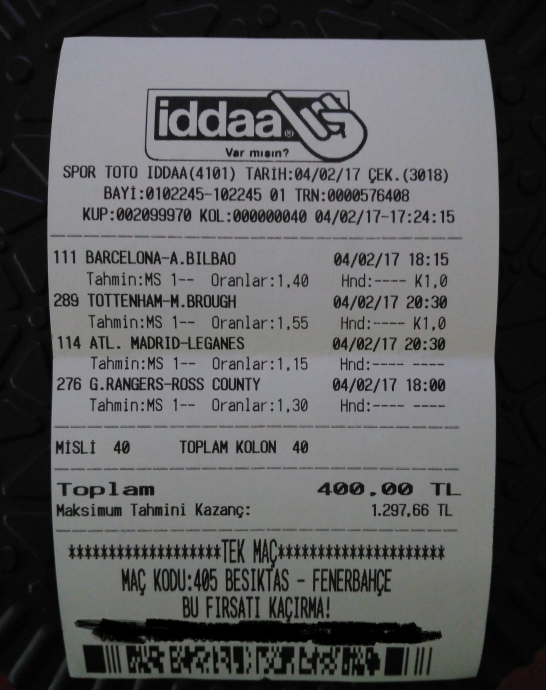 iddaa®
Var mısın?
SPOR TOTO IDDAA(4101) TARİH:04/02/17 ÇEK.(3018)
BAYİ:0102245-102245 01 TRN:0000576408
KUP:002099970 KOL:000000040 04/02/17-17:24:15
111 BARCELONA-A.BILBAO 04/02/17 18:15
Tahmin:MS 1-- Oranlar:1,40 Hnd:---- K1,0
289 TOTTENHAM-M.BROUGH 04/02/17 20:30
Tahmin:MS 1-- Oranlar:1,55 Hnd:---- K1,0
114 ATL. MADRID-LEGANES 04/02/17 20:30
Tahmin:MS 1-- Oranlar:1,15 Hnd:---- ----
276 G.RANGERS-ROSS COUNTY 04/02/17 18:00
Tahmin:MS 1-- Oranlar:1,30 Hnd:---- ----
MİSLİ 40 TOPLAM KOLON 40
Toplam 400.00 TL
Maksimum Tahmini Kazanç: 1.297,66 TL
********************TEK MAÇ**********************
MAÇ KODU:405 BESIKTAS - FENERBAHÇE
BU FIRSATI KAÇIRMA!